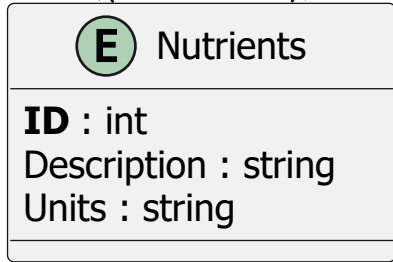 E Nutrients
ID : int
Description : string
Units : string